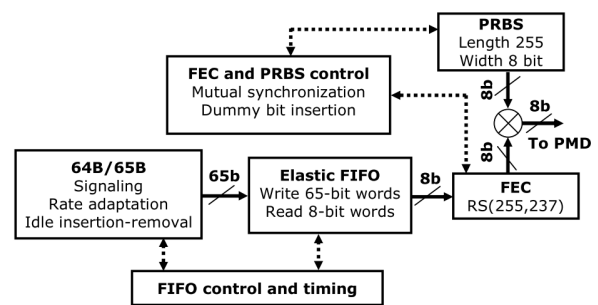 PRBS
Length 255
Width 8 bit
FEC and PRBS control
Mutual synchronization
Dummy bit insertion
8b
8b
To PMD
8b
64B/65B
Signaling
Rate adaptation
Idle insertion-removal
65b
Elastic FIFO
Write 65-bit words
Read 8-bit words
8b
FEC
RS(255,237)
FIFO control and timing